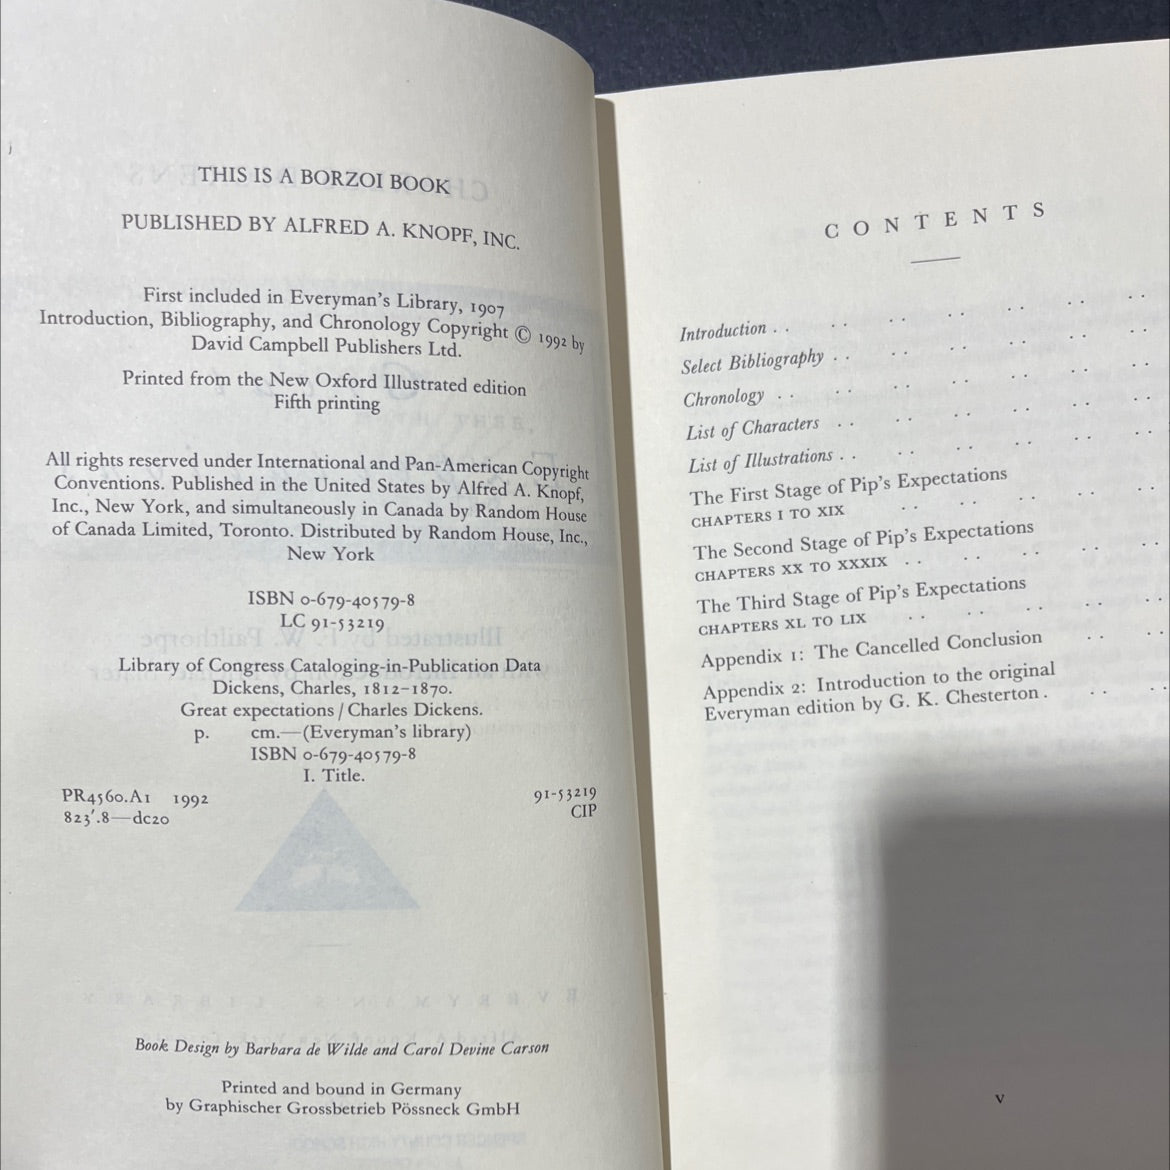 THIS IS A BORZOI BOOK
PUBLISHED BY ALFRED A. KNOPF, INC.
First included in Everyman's Library, 1907
Introduction, Bibliography, and Chronology Copyright © 1992 by
David Campbell Publishers Ltd.
Printed from the New Oxford Illustrated edition
Fifth printing
All rights reserved under International and Pan-American Copyright
Conventions. Published in the United States by Alfred A. Knopf,
Inc., New York, and simultaneously in Canada by Random House
of Canada Limited, Toronto. Distributed by Random House, Inc.,
New York
ISBN 0-679-40579-8
LC 91-53219
Library of Congress Cataloging-in-Publication Data
Dickens, Charles, 1812–1870.
Great expectations / Charles Dickens.
p. cm.—(Everyman's library)
ISBN 0-679-40579-8
I. Title.
PR4560.A1 1992 91-53219
823'.8—dc20 CIP
Book Design by Barbara de Wilde and Carol Devine Carson
Printed and bound in Germany
by Graphischer Grossbetrieb Pössneck GmbH
CONTENTS
Introduction . . . . . . . . . . . . . .
Select Bibliography . . . . . . . . . . . .
Chronology . . . . . . . . . . . . . .
List of Characters . . . . . . . . . . . .
List of Illustrations . . . . . . . . . . . .
The First Stage of Pip's Expectations
CHAPTERS I TO XIX . . . . . . . . . .
The Second Stage of Pip's Expectations
CHAPTERS XX TO XXXIX . . . . . . . . . .
The Third Stage of Pip's Expectations
CHAPTERS XL TO LIX . . . . . . . . . .
Appendix 1: The Cancelled Conclusion . . . .
Appendix 2: Introduction to the original
Everyman edition by G. K. Chesterton . . . . .
v